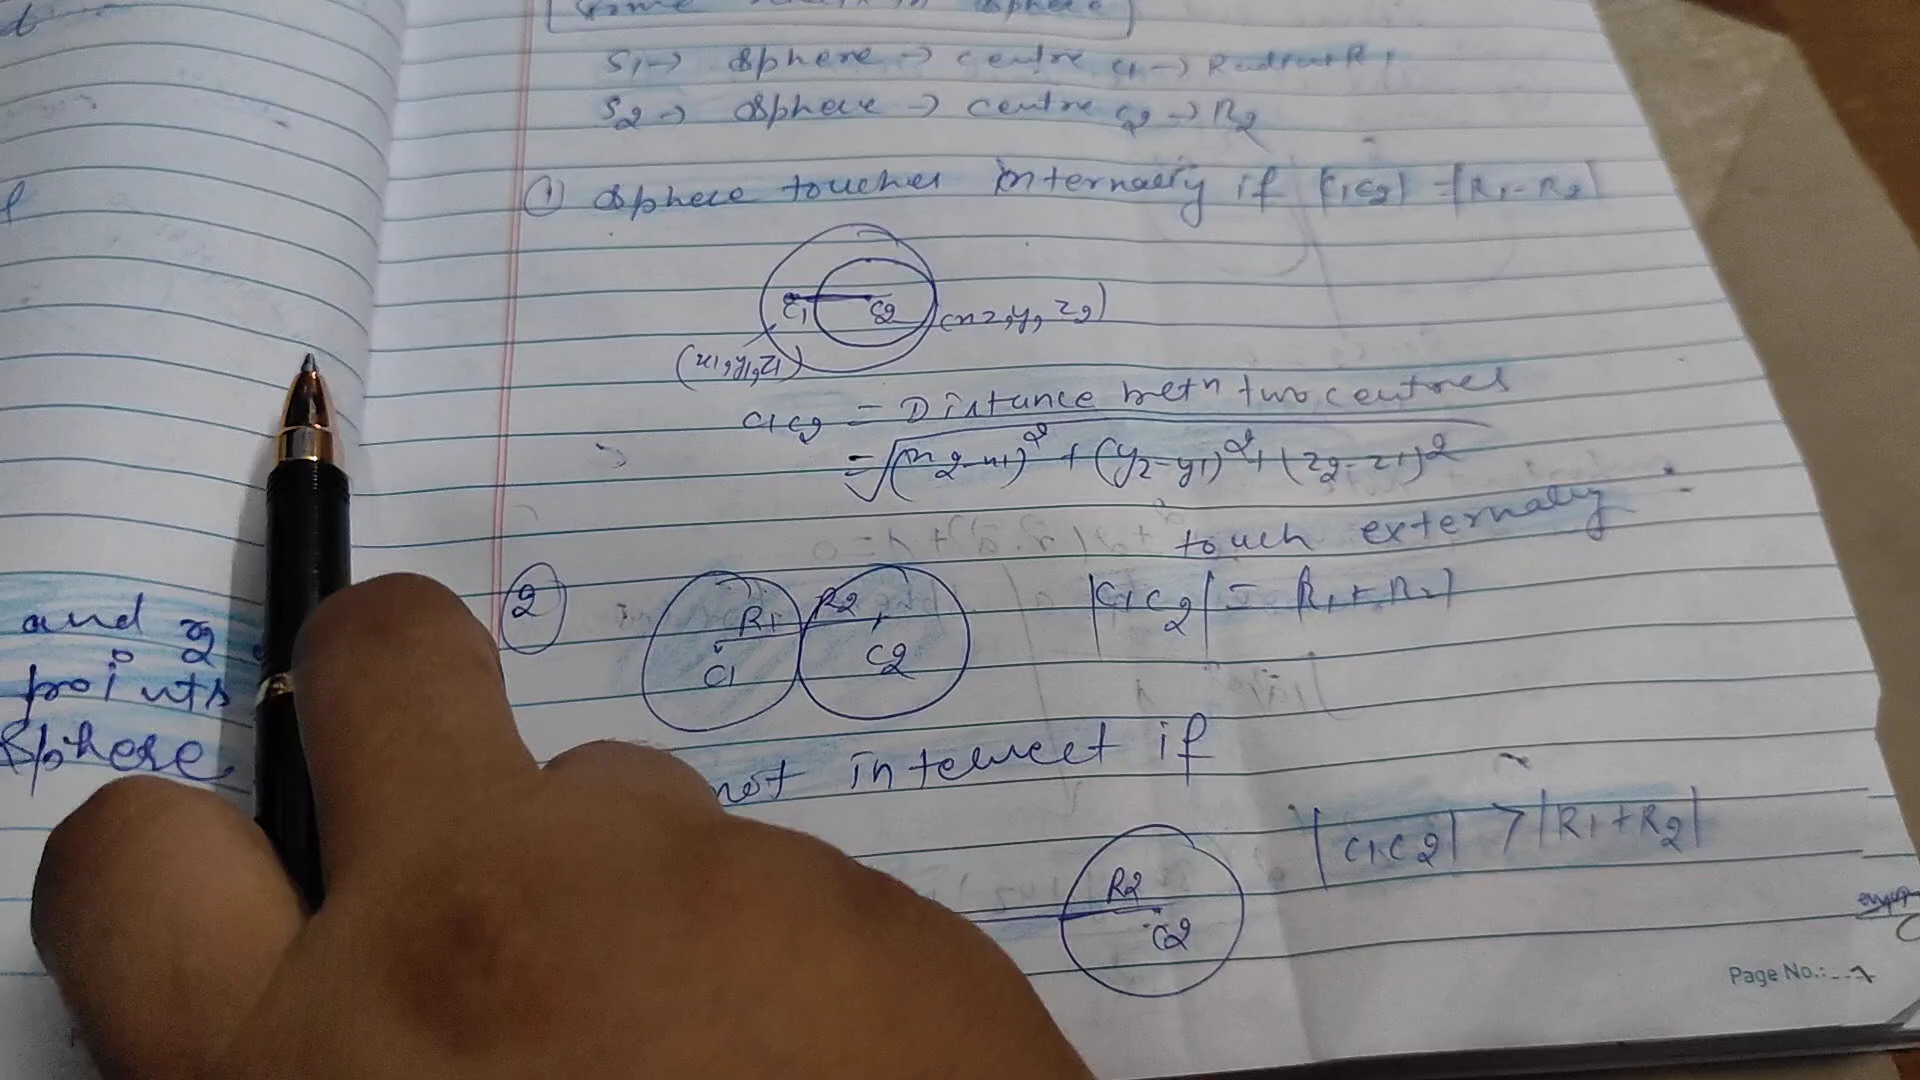 sphere
S1 → sphere → centre C1 → Radius R1
S2 → sphere → centre C2 → R2
① sphere touches internally if |C1C2| = |R1 - R2|
C1 C2 (x2, y2 z2)
(x1, y1, z1)
C1C2 = Distance betn two centres
= √(x2-x1)² + (y2-y1)² + (z2-z1)²
touch externally
② R1 R2 |C1C2| = R1 + R2
C1 C2
not intersect if
|C1C2| > |R1+R2|
R2
C2
and
points
Sphere
Page No.: